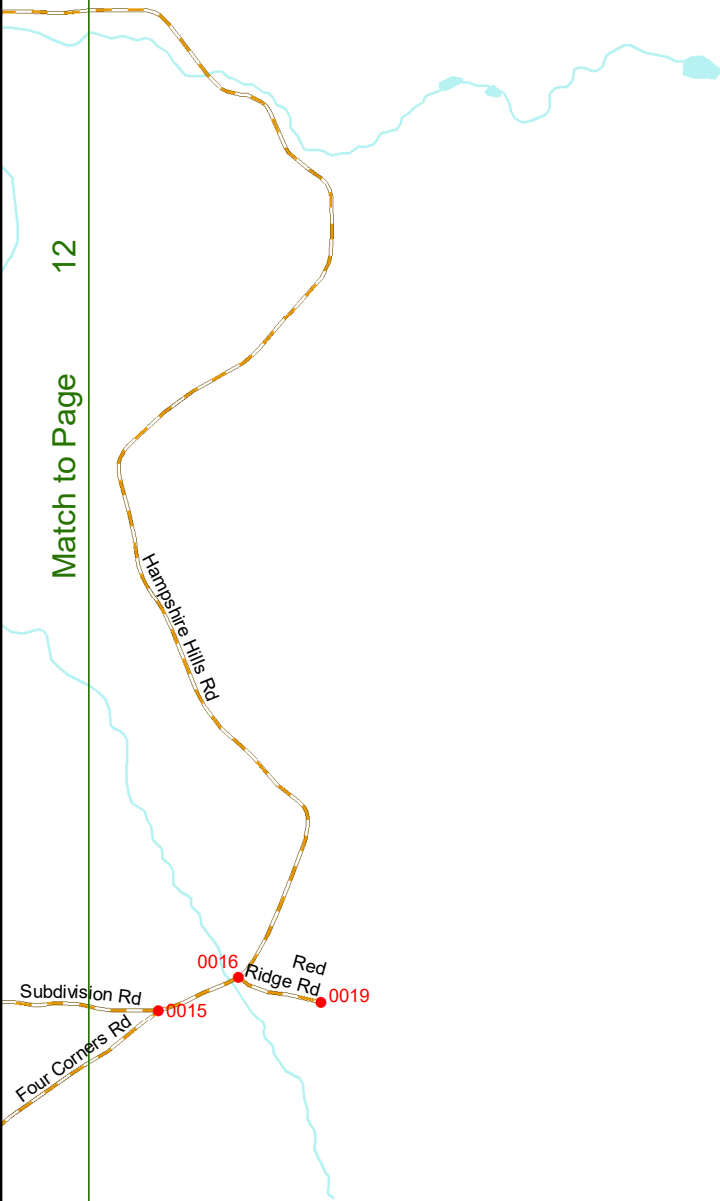 Match to Page 12
Hampshire Hills Rd
0016
Red
Ridge Rd
0019
Subdivision Rd
0015
Four Corners Rd